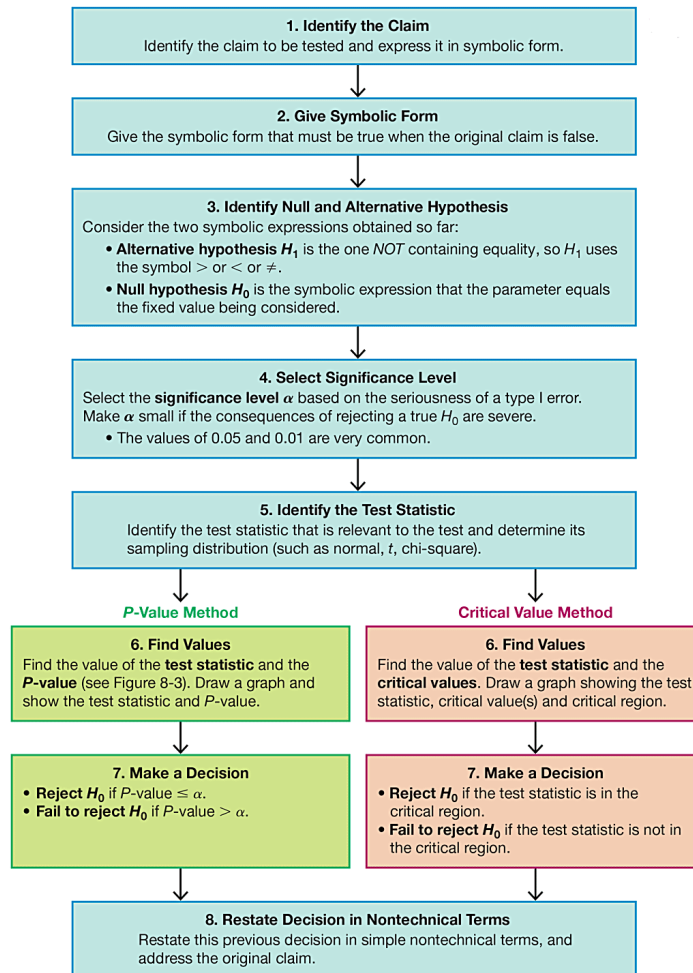 1. Identify the Claim
Identify the claim to be tested and express it in symbolic form.
2. Give Symbolic Form
Give the symbolic form that must be true when the original claim is false.
3. Identify Null and Alternative Hypothesis
Consider the two symbolic expressions obtained so far:
• Alternative hypothesis H₁ is the one NOT containing equality, so H₁ uses
the symbol > or < or ≠.
• Null hypothesis H₀ is the symbolic expression that the parameter equals
the fixed value being considered.
4. Select Significance Level
Select the significance level α based on the seriousness of a type I error.
Make α small if the consequences of rejecting a true H₀ are severe.
• The values of 0.05 and 0.01 are very common.
5. Identify the Test Statistic
Identify the test statistic that is relevant to the test and determine its
sampling distribution (such as normal, t, chi-square).
P-Value Method
6. Find Values
Find the value of the test statistic and the
P-value (see Figure 8-3). Draw a graph and
show the test statistic and P-value.
7. Make a Decision
• Reject H₀ if P-value ≤ α.
• Fail to reject H₀ if P-value > α.
Critical Value Method
6. Find Values
Find the value of the test statistic and the
critical values. Draw a graph showing the test
statistic, critical value(s) and critical region.
7. Make a Decision
• Reject H₀ if the test statistic is in the
critical region.
• Fail to reject H₀ if the test statistic is not in
the critical region.
8. Restate Decision in Nontechnical Terms
Restate this previous decision in simple nontechnical terms, and
address the original claim.